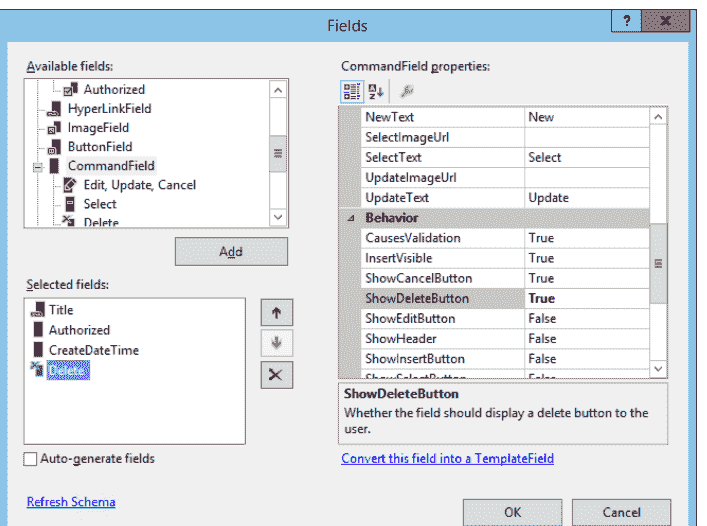 Fields
?
Available fields:
Authorized
HyperLinkField
ImageField
ButtonField
CommandField
Edit, Update, Cancel
Select
Delete
Add
Selected fields:
Title
Authorized
CreateDateTime
Delete
Auto-generate fields
Refresh Schema
CommandField properties:
NewText New
SelectImageUrl
SelectText Select
UpdateImageUrl
UpdateText Update
Behavior
CausesValidation True
InsertVisible True
ShowCancelButton True
ShowDeleteButton True
ShowEditButton False
ShowHeader False
ShowInsertButton False
ShowSelectButton False
ShowDeleteButton
Whether the field should display a delete button to the
user.
Convert this field into a TemplateField
OK Cancel